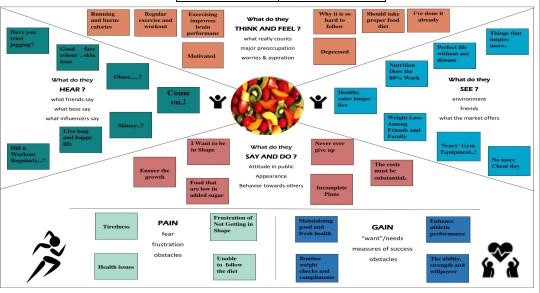 Running and burns calories
Regular exercise and workout
Exercising improves brain performance
Motivated
What do they
THINK AND FEEL ?
what really counts
major preoccupation
worries & aspiration
Why it is so hard to follow
Should take proper food diet
I've done it already
Depressed
Have you tried jogging?
Good face colour , skin tone
Obese,....?
Come on.!
What do they
HEAR ?
what friends say
what boss say
what influencers say
Skinny..?
Live long and happy life
Did u Workout Regularly...?
Things that inspire more..
Perfect life without any disease
Nutrition Does the 80% Work
Healthy eater longer live
What do they
SEE ?
environment
friends
what the market offers
Weight Loss Among Friends and Family
'Scary' Gym Equipment..!
No more Cheat day
I Want to be in Shape
Ensure the growth
Food that are low in added sugar
What do they
SAY AND DO ?
Attitude in public
Appearance
Behavior towards others
Never ever give up
The costs must be substantial.
Incomplete Plans
Tiredness
Health issues
PAIN
fear
frustration
obstacles
Frustration of Not Getting in Shape
Unable to follow the diet
Maintaining good and fresh health
Routine weight checks and compliments
GAIN
"want"/needs
measures of success
obstacles
Enhance athletic performance
The ability, strength and willpower